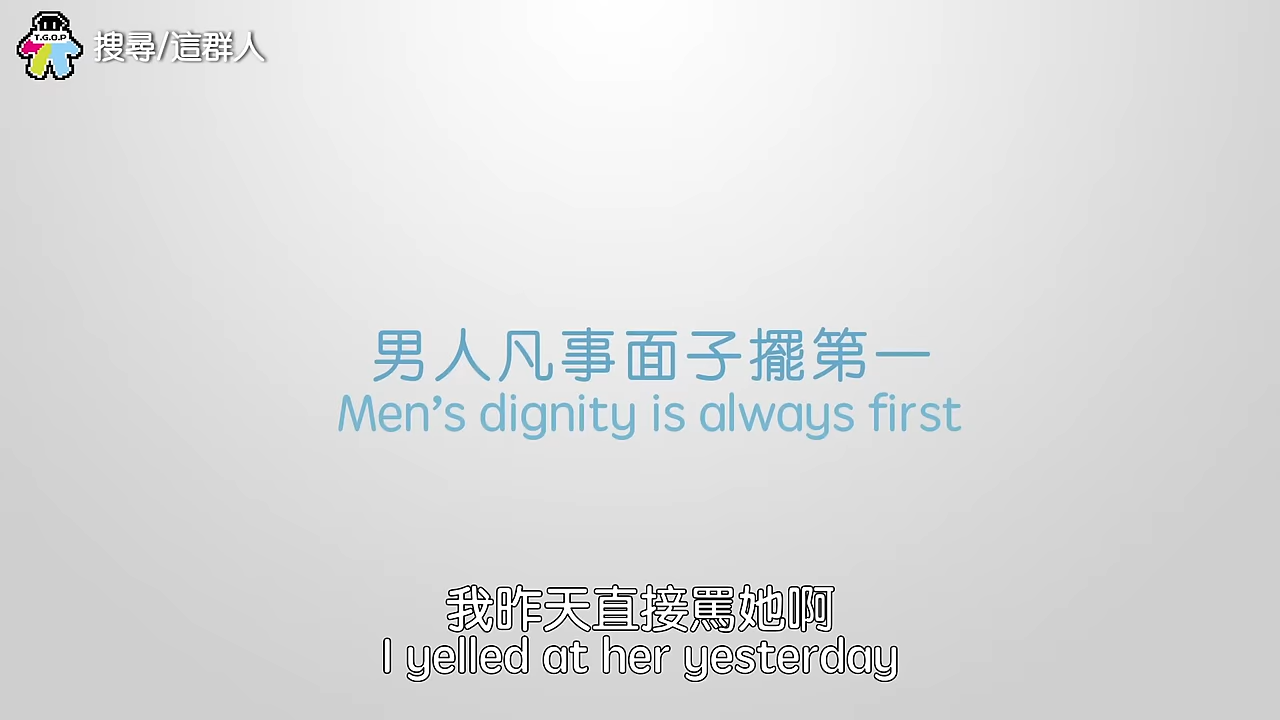 T.G.O.P
搜尋/這群人
男人凡事面子擺第一
Men's dignity is always first
我昨天直接罵她啊
I yelled at her yesterday